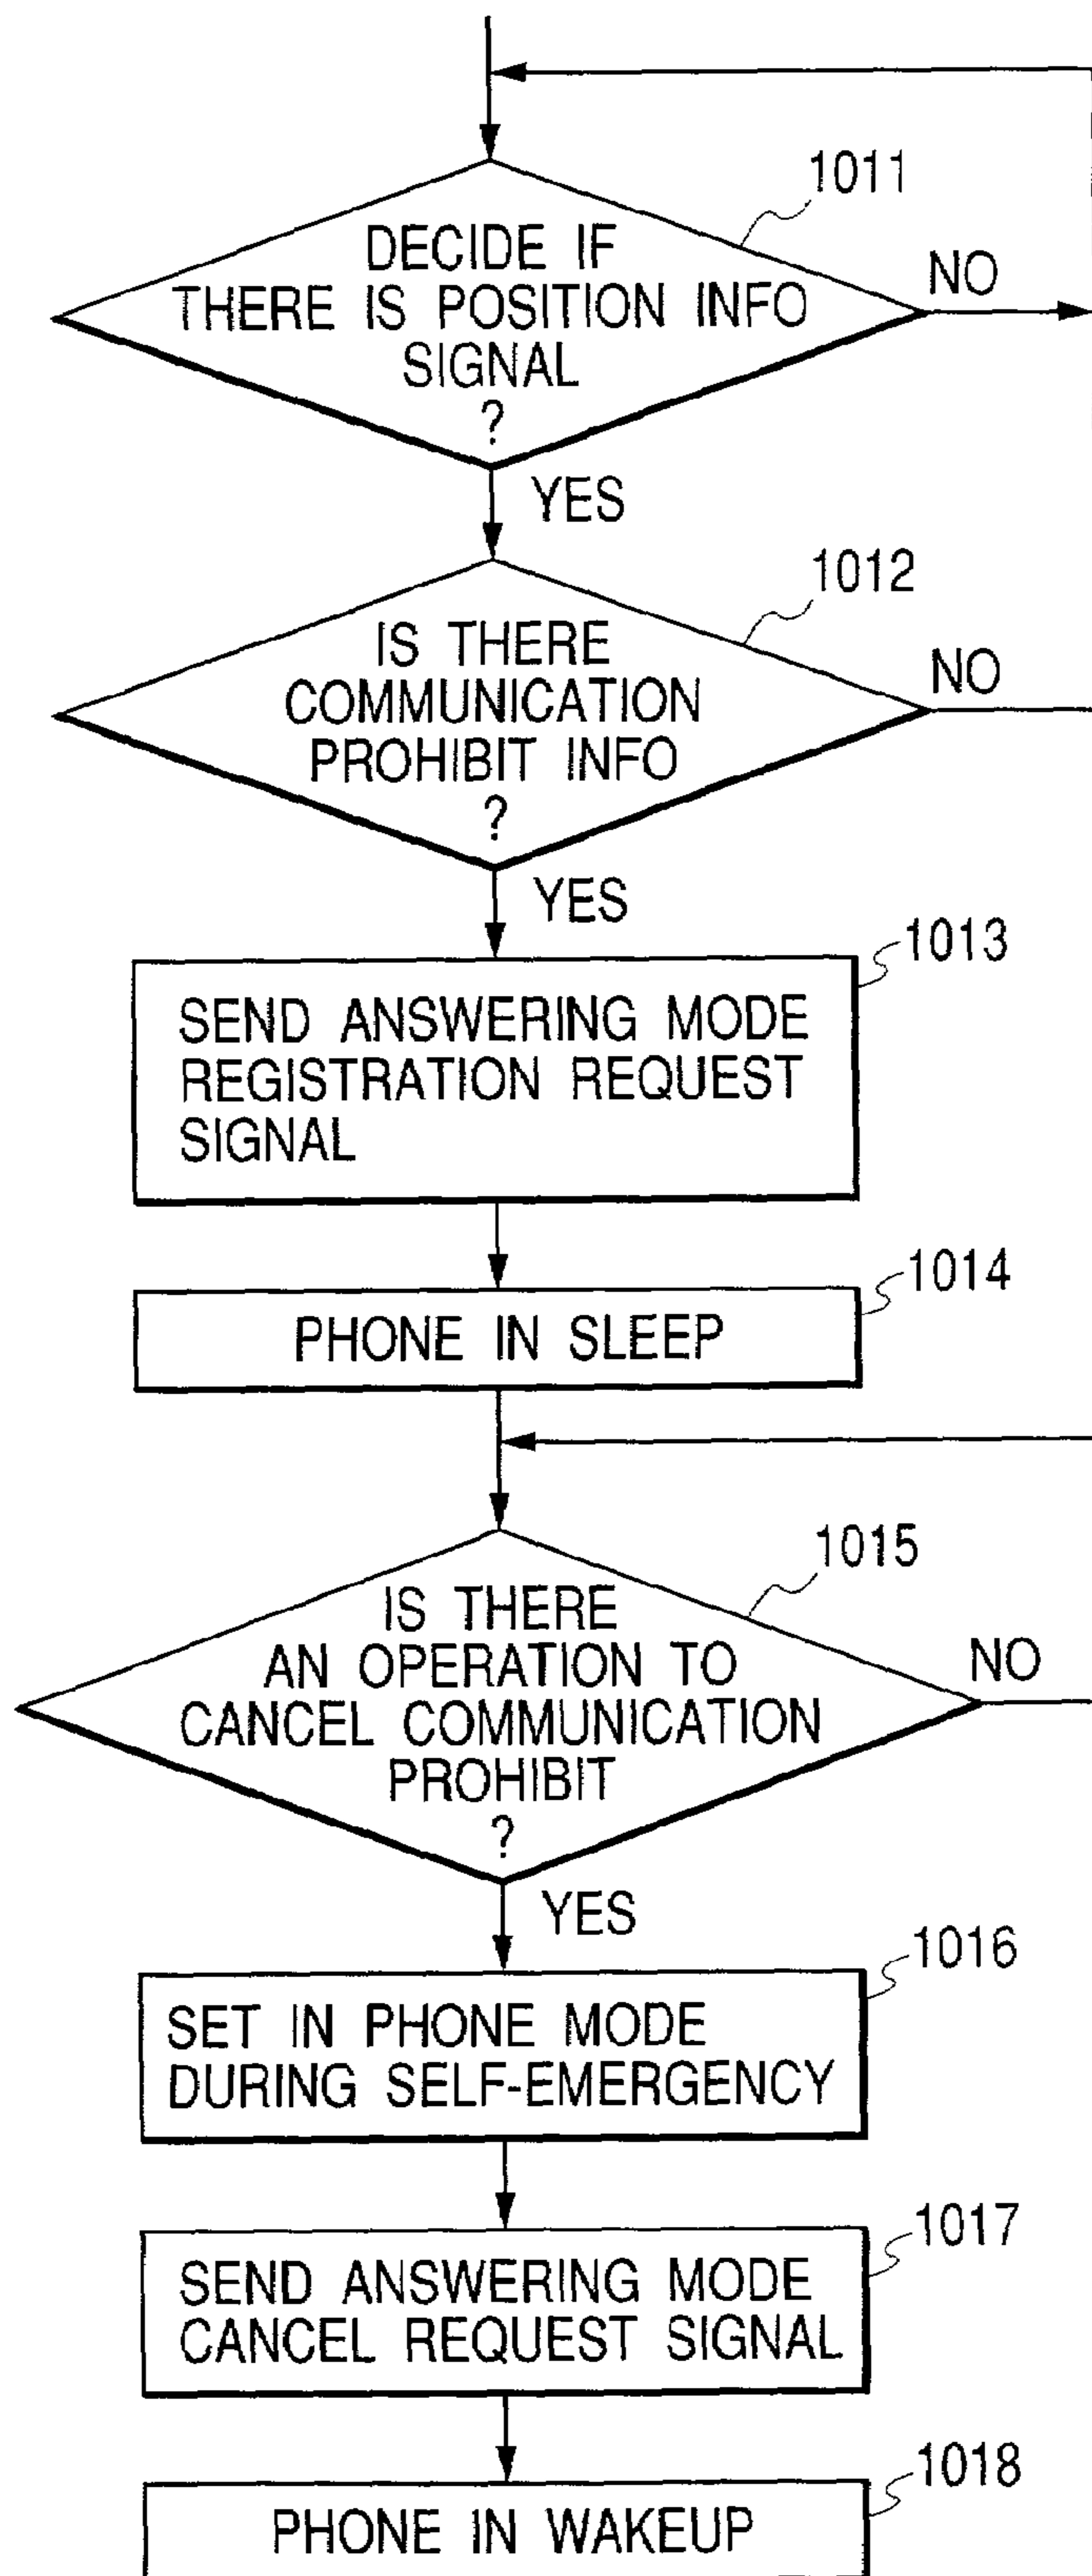 1011
DECIDE IF
THERE IS POSITION INFO
SIGNAL
?
NO
YES
1012
IS THERE
COMMUNICATION
PROHIBIT INFO
?
NO
YES
1013
SEND ANSWERING MODE
REGISTRATION REQUEST
SIGNAL
1014
PHONE IN SLEEP
1015
IS THERE
AN OPERATION TO
CANCEL COMMUNICATION
PROHIBIT
?
NO
YES
1016
SET IN PHONE MODE
DURING SELF-EMERGENCY
1017
SEND ANSWERING MODE
CANCEL REQUEST SIGNAL
1018
PHONE IN WAKEUP